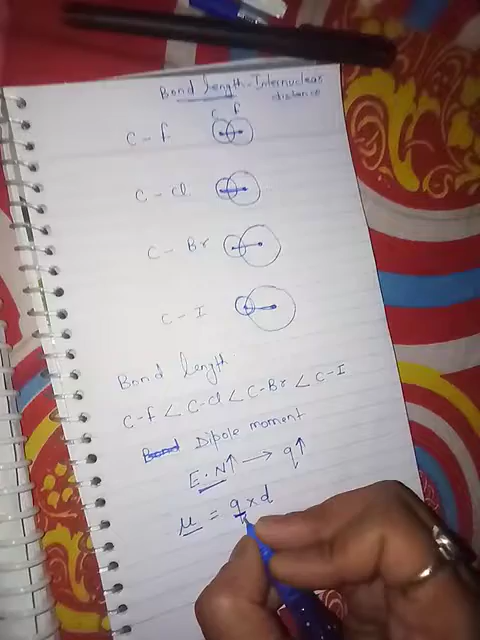 Bond length - Internuclear
distance
C F
C - F
C - Cl
C - Br
C - I
Bond length
C-F < C-Cl < C-Br < C-I
Bond Dipole moment
E.N↑ → q↑
μ = q x d